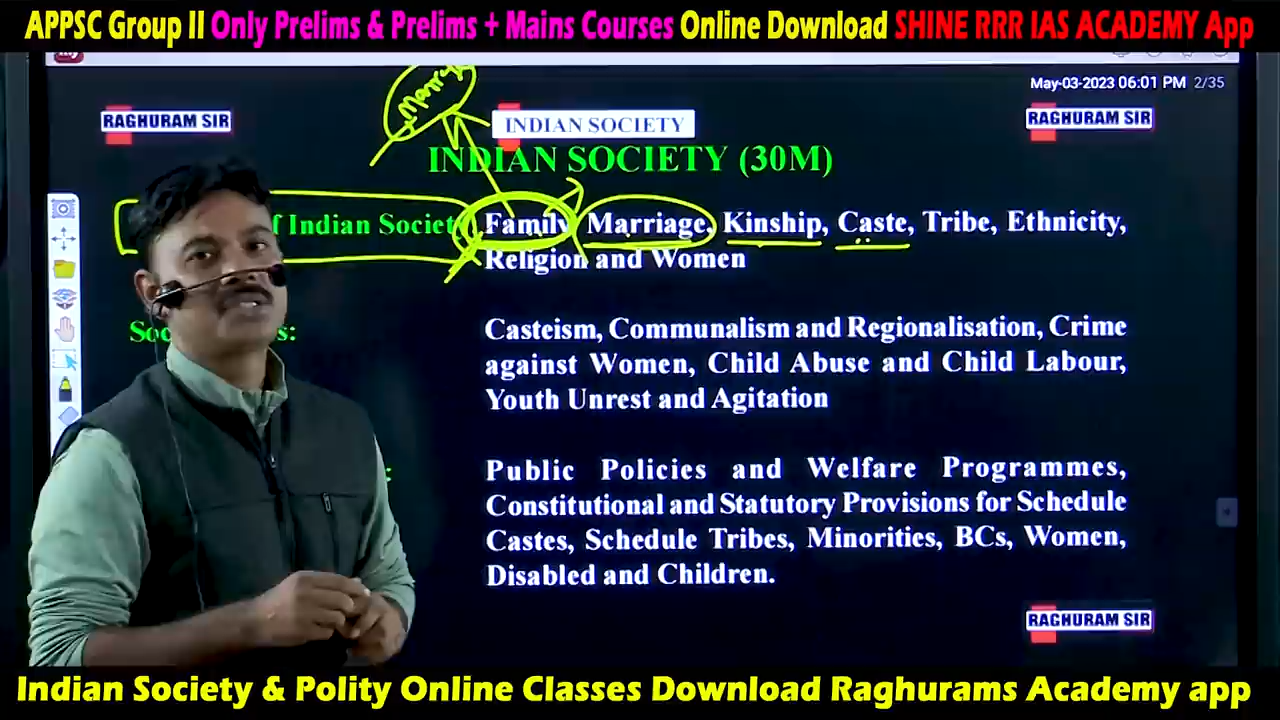 APPSC Group II Only Prelims & Prelims + Mains Courses Online Download SHINE RRR IAS ACADEMY App
May-03-2023 06:01 PM 2/35
RAGHURAM SIR
INDIAN SOCIETY
RAGHURAM SIR
INDIAN SOCIETY (30M)
f Indian Societ Family, Marriage, Kinship, Caste, Tribe, Ethnicity,
Religion and Women
Soc s: Casteism, Communalism and Regionalisation, Crime
against Women, Child Abuse and Child Labour,
Youth Unrest and Agitation
: Public Policies and Welfare Programmes,
Constitutional and Statutory Provisions for Schedule
Castes, Schedule Tribes, Minorities, BCs, Women,
Disabled and Children.
RAGHURAM SIR
Indian Society & Polity Online Classes Download Raghurams Academy app